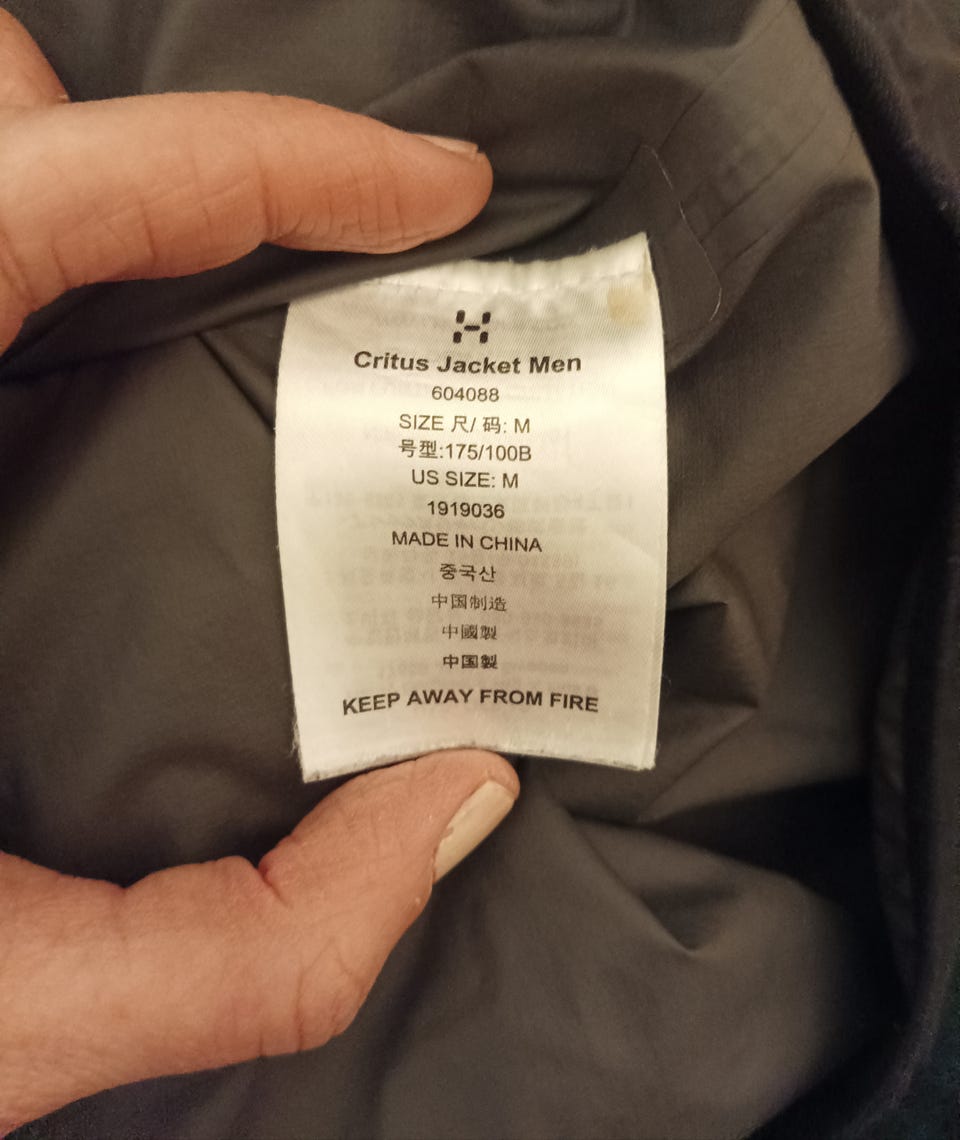 Critus Jacket Men
604088
SIZE 尺/ 码: M
号型:175/100B
US SIZE: M
1919036
MADE IN CHINA
중국산
中国制造
中國製
中国製
KEEP AWAY FROM FIRE